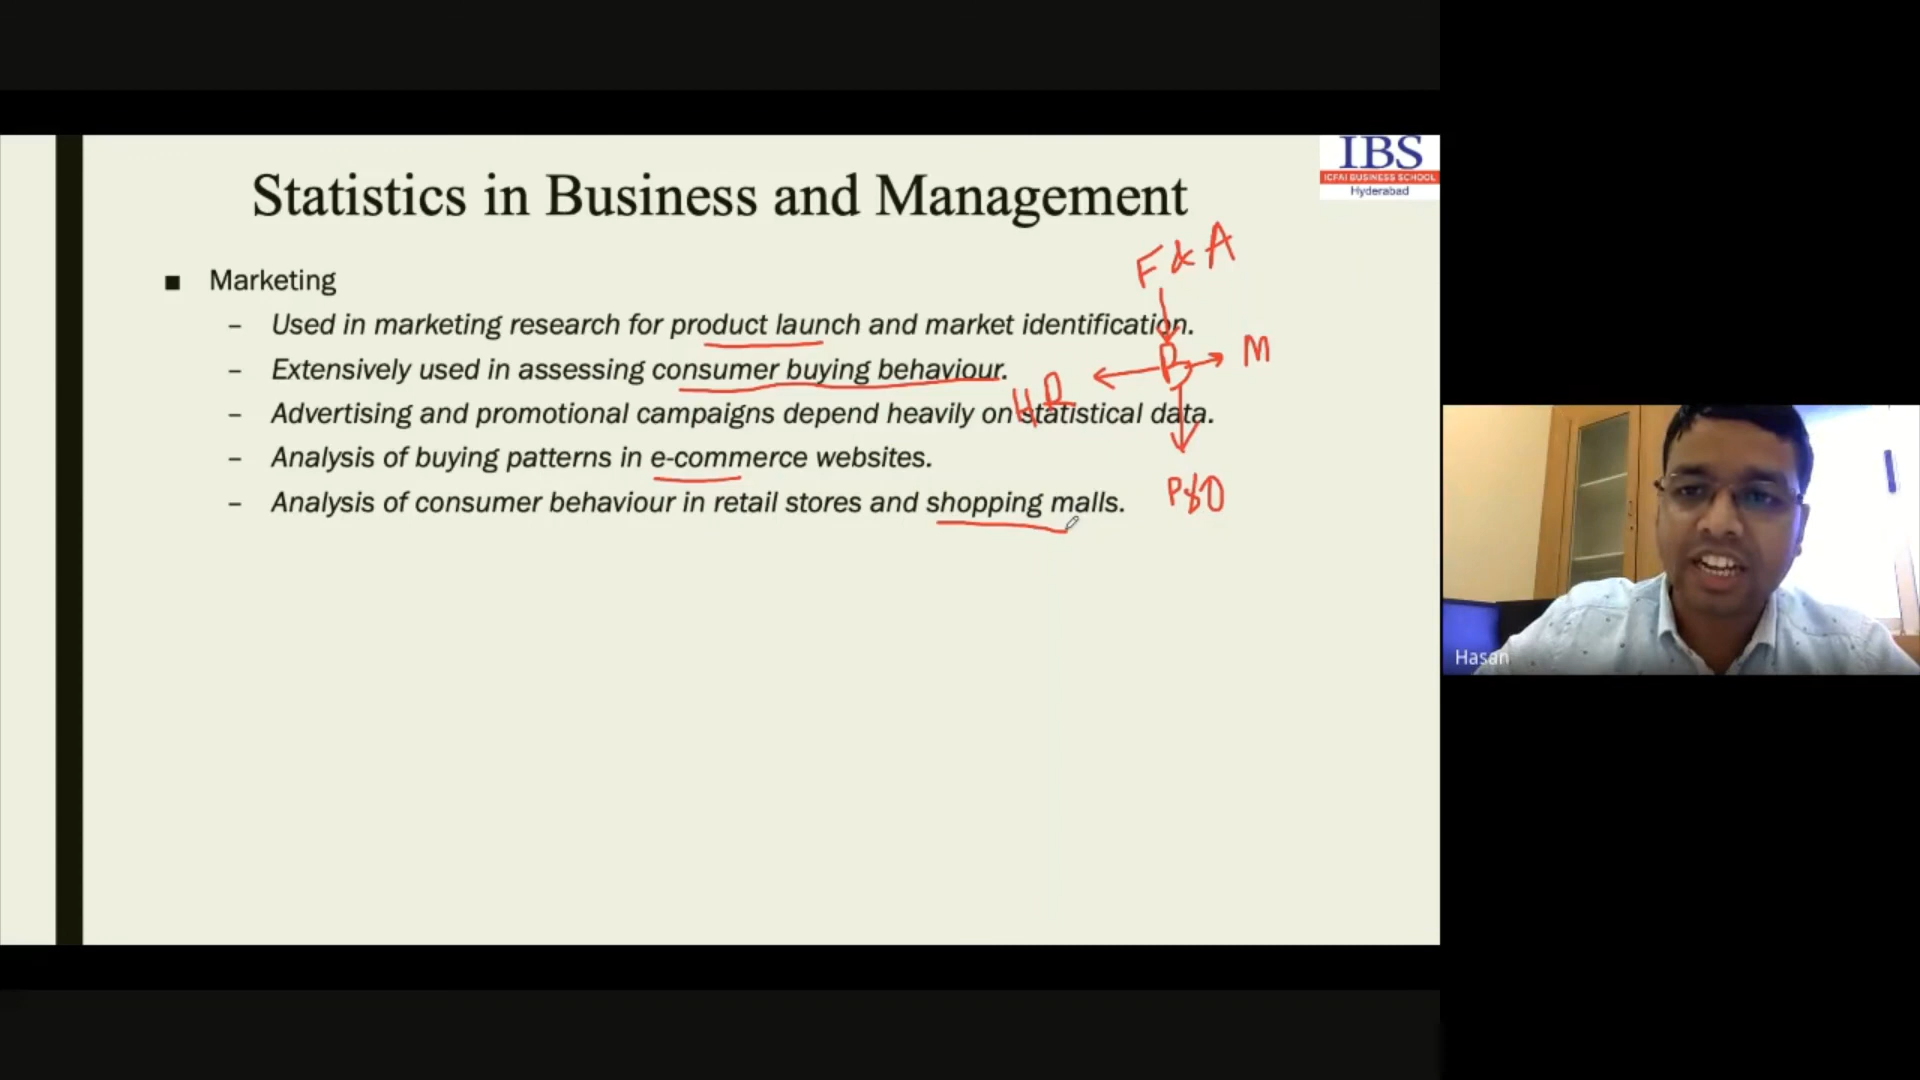 IBS
ICFAI BUSINESS SCHOOL
Hyderabad
Statistics in Business and Management
F & A
■ Marketing
– Used in marketing research for product launch and market identification.
B
M
– Extensively used in assessing consumer buying behaviour.
HR
– Advertising and promotional campaigns depend heavily on statistical data.
– Analysis of buying patterns in e-commerce websites.
– Analysis of consumer behaviour in retail stores and shopping malls.
P&O
Hasan